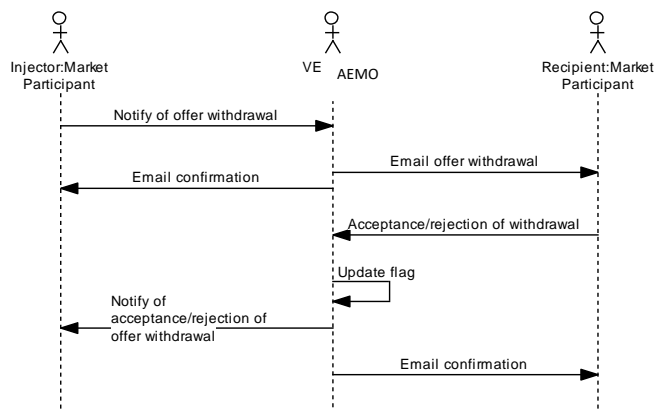 Injector:Market
Participant
VE
AEMO
Recipient:Market
Participant
Notify of offer withdrawal
Email offer withdrawal
Email confirmation
Acceptance/rejection of withdrawal
Update flag
Notify of
acceptance/rejection of
offer withdrawal
Email confirmation